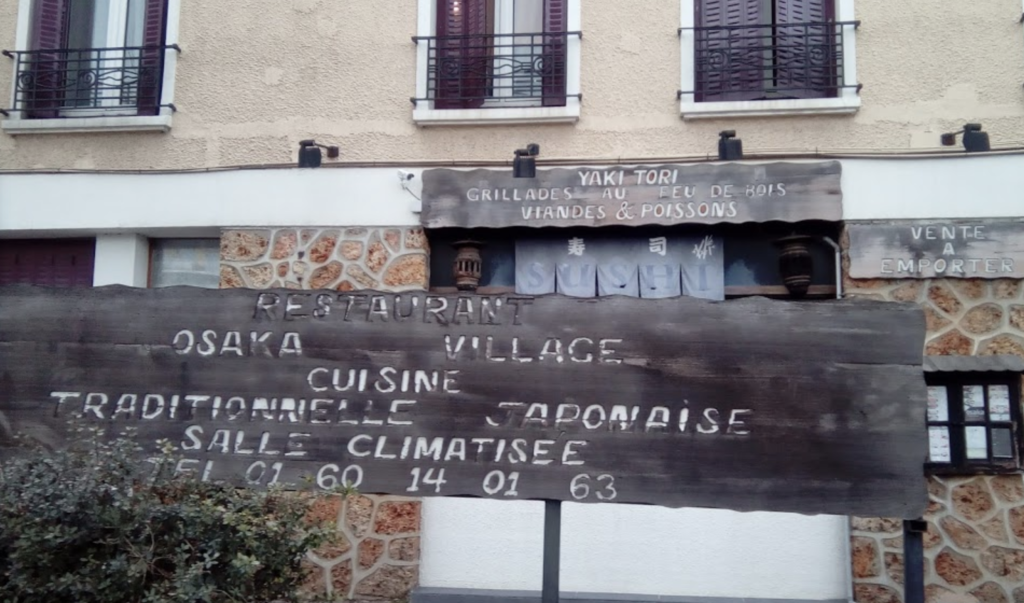 YAKI TORI
GRILLADES AU FEU DE BOIS
VIANDES & POISSONS
寿 司
SUSHI
VENTE
A
EMPORTER
RESTAURANT
OSAKA VILLAGE
CUISINE
TRADITIONNELLE JAPONAISE
SALLE CLIMATISEE
TEL 01 60 14 01 63